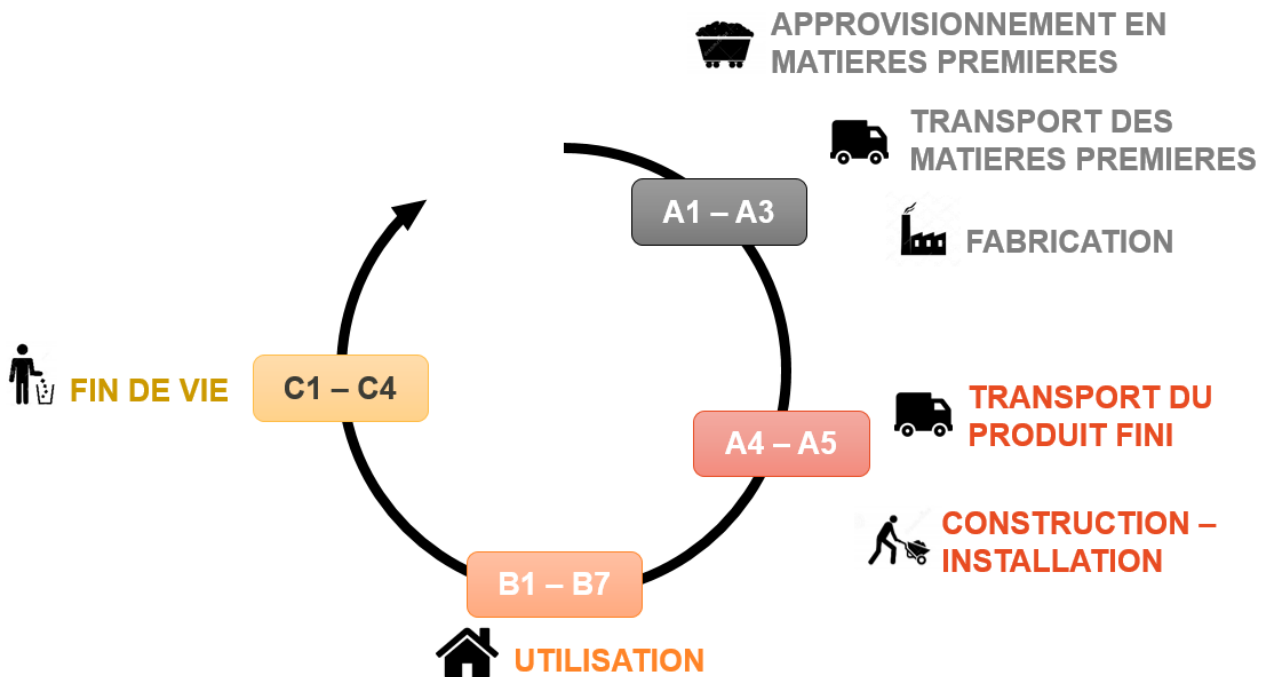 APPROVISIONNEMENT EN
MATIERES PREMIERES
TRANSPORT DES
MATIERES PREMIERES
A1 – A3
FABRICATION
FIN DE VIE
C1 – C4
TRANSPORT DU
PRODUIT FINI
A4 – A5
CONSTRUCTION –
INSTALLATION
B1 – B7
UTILISATION